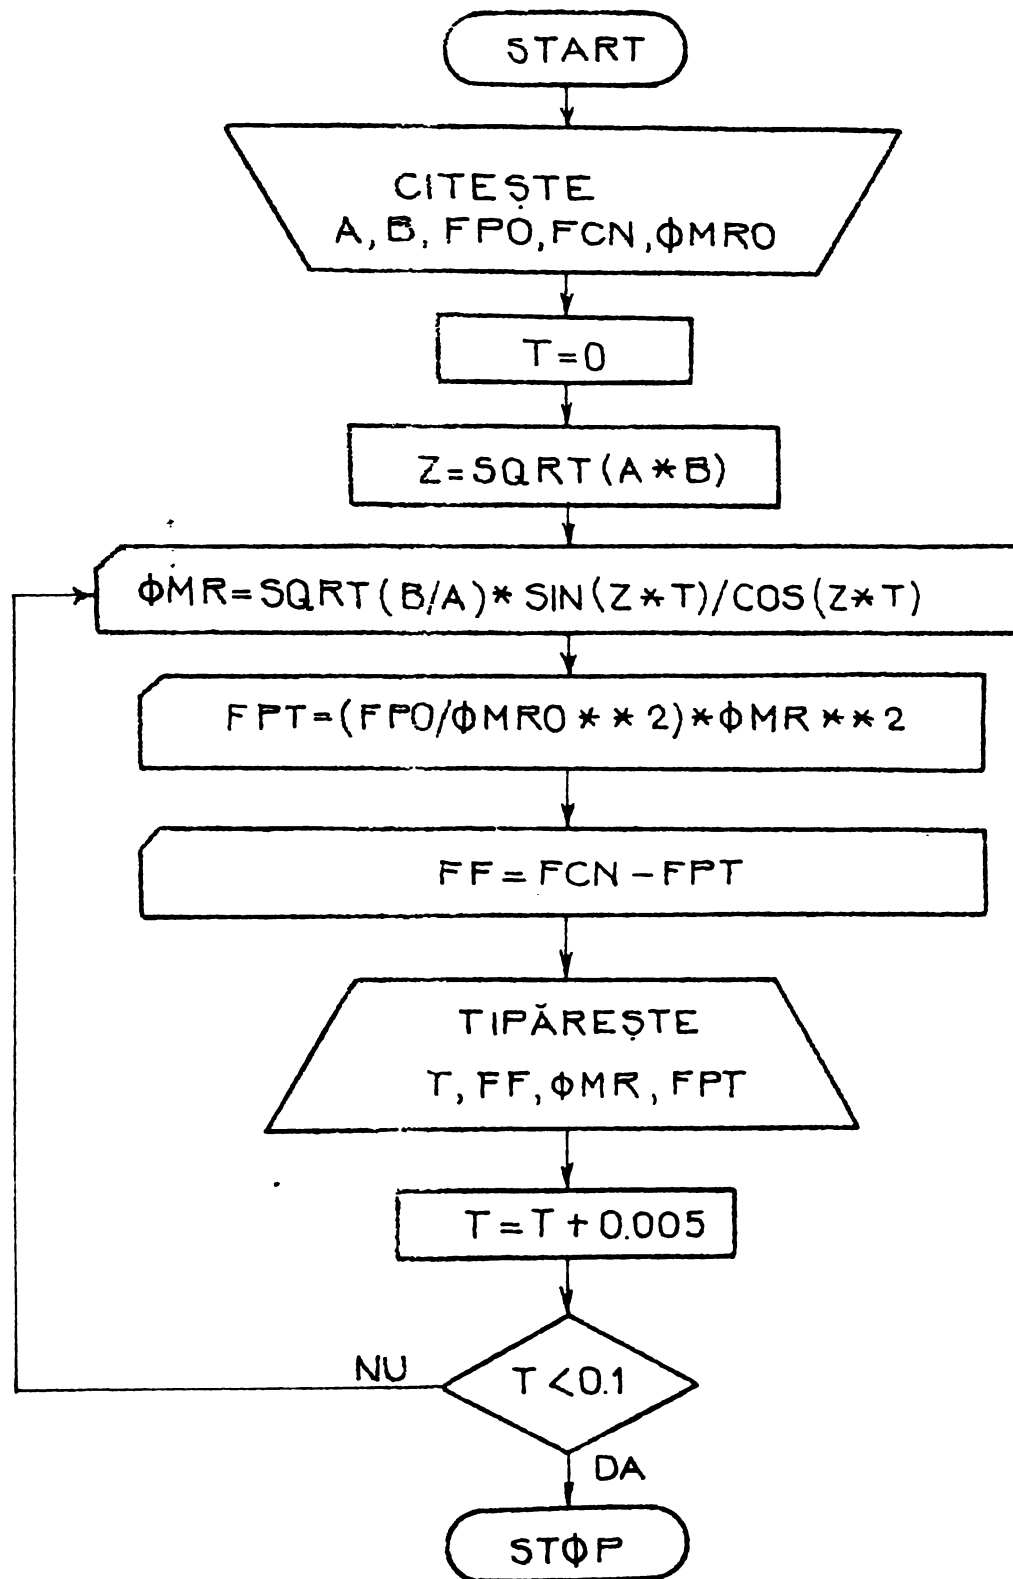 START
CITEȘTE
A, B, FPO, FCN, ΦMRO
T=0
Z=SQRT(A*B)
ΦMR=SQRT(B/A)*SIN(Z*T)/COS(Z*T)
FPT=(FPO/ΦMRO**2)*ΦMR**2
FF=FCN-FPT
TIPĂREȘTE
T, FF, ΦMR, FPT
T=T+0.005
NU
T<0.1
DA
STΦP